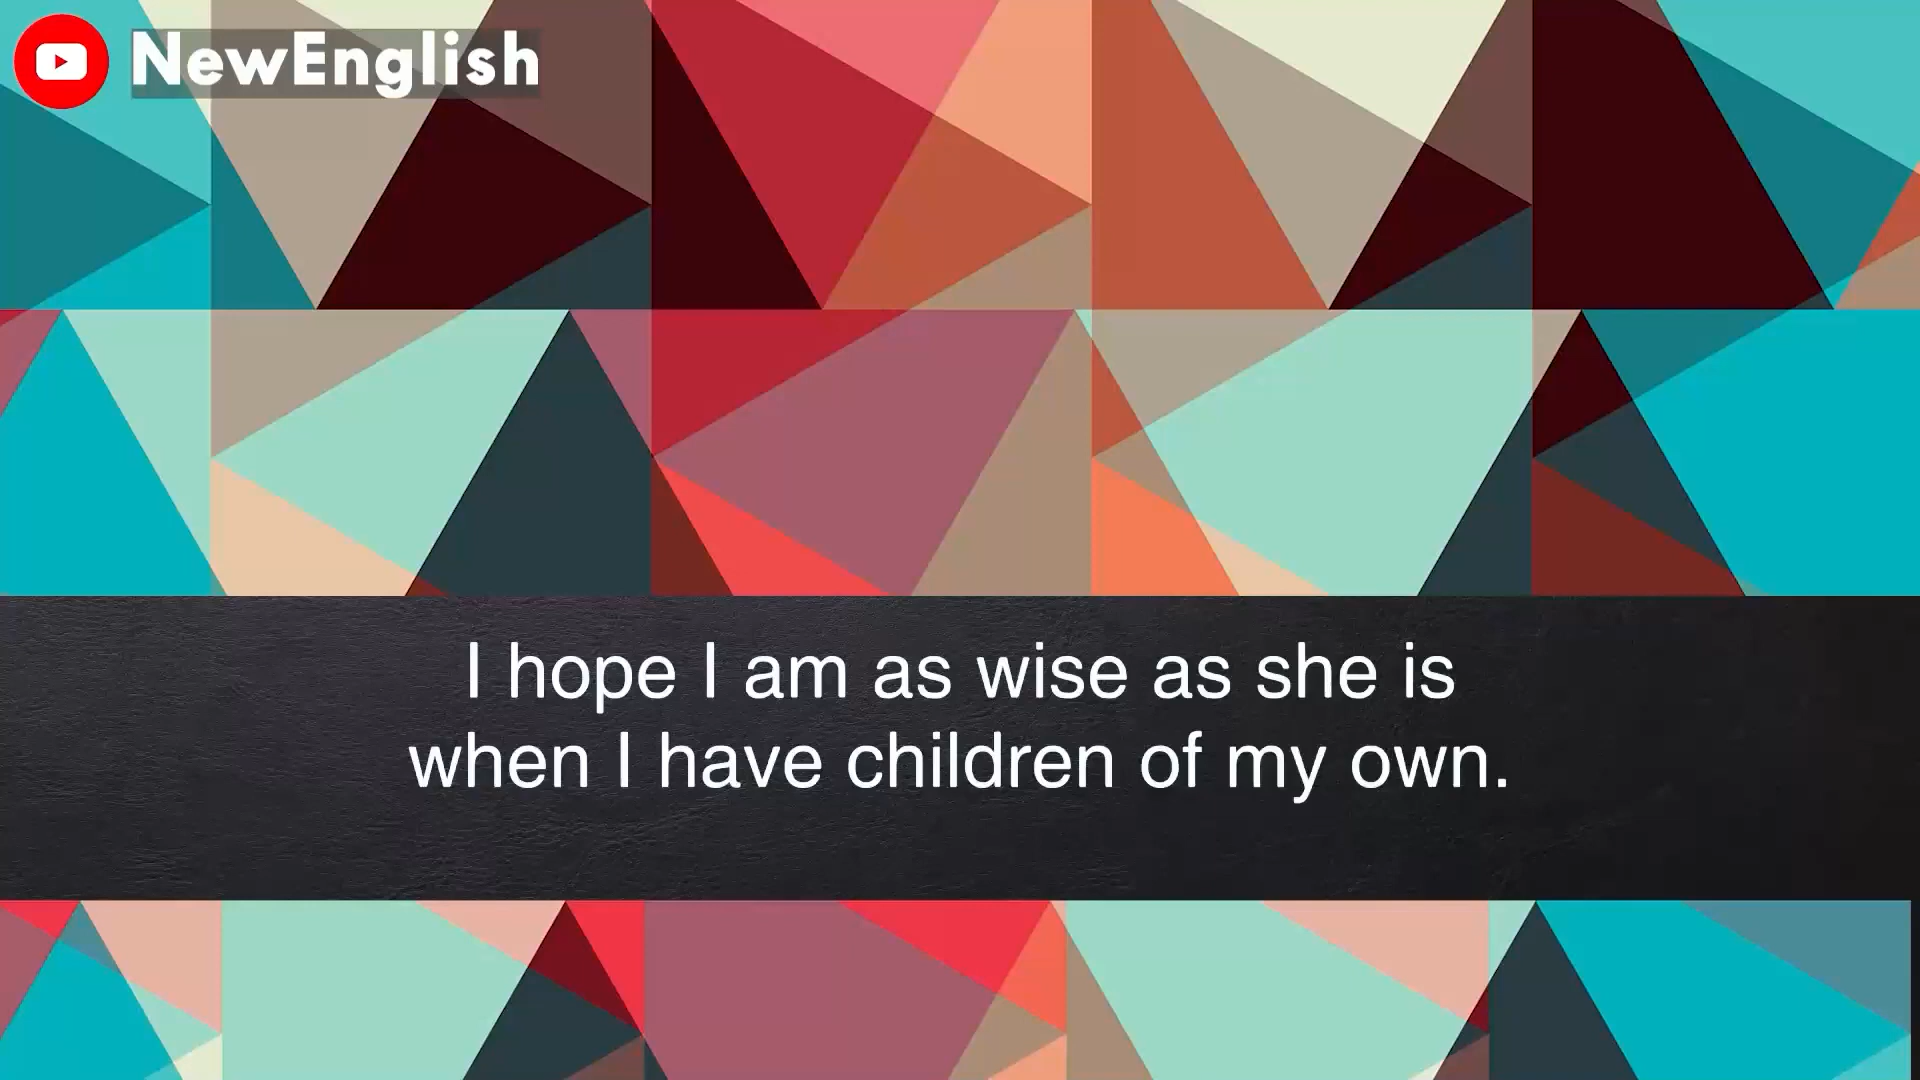 NewEnglish
I hope I am as wise as she is
when I have children of my own.